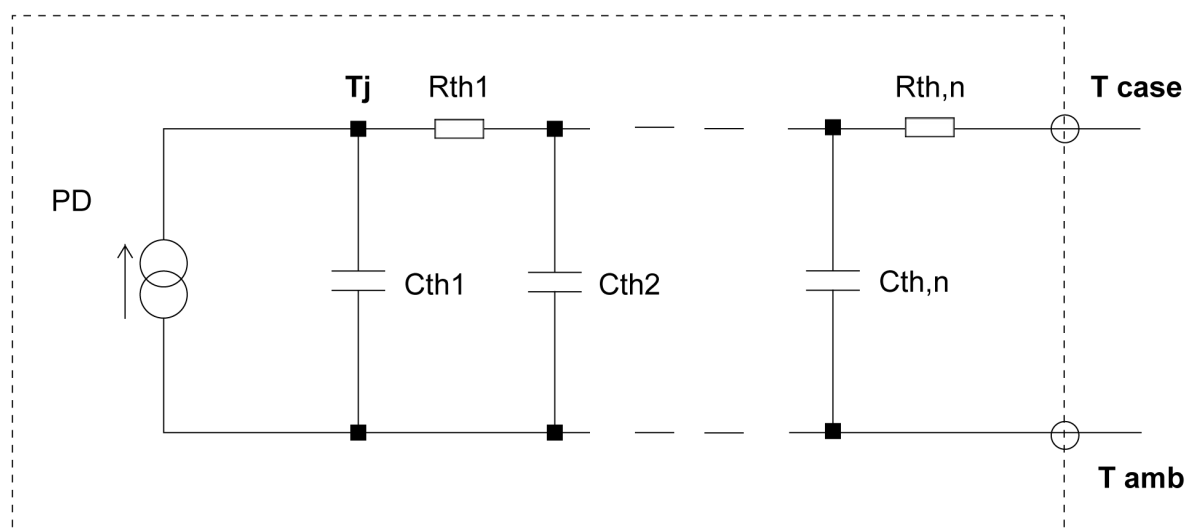 Tj
Rth1
Rth,n
T case
PD
Cth1
Cth2
Cth,n
T amb